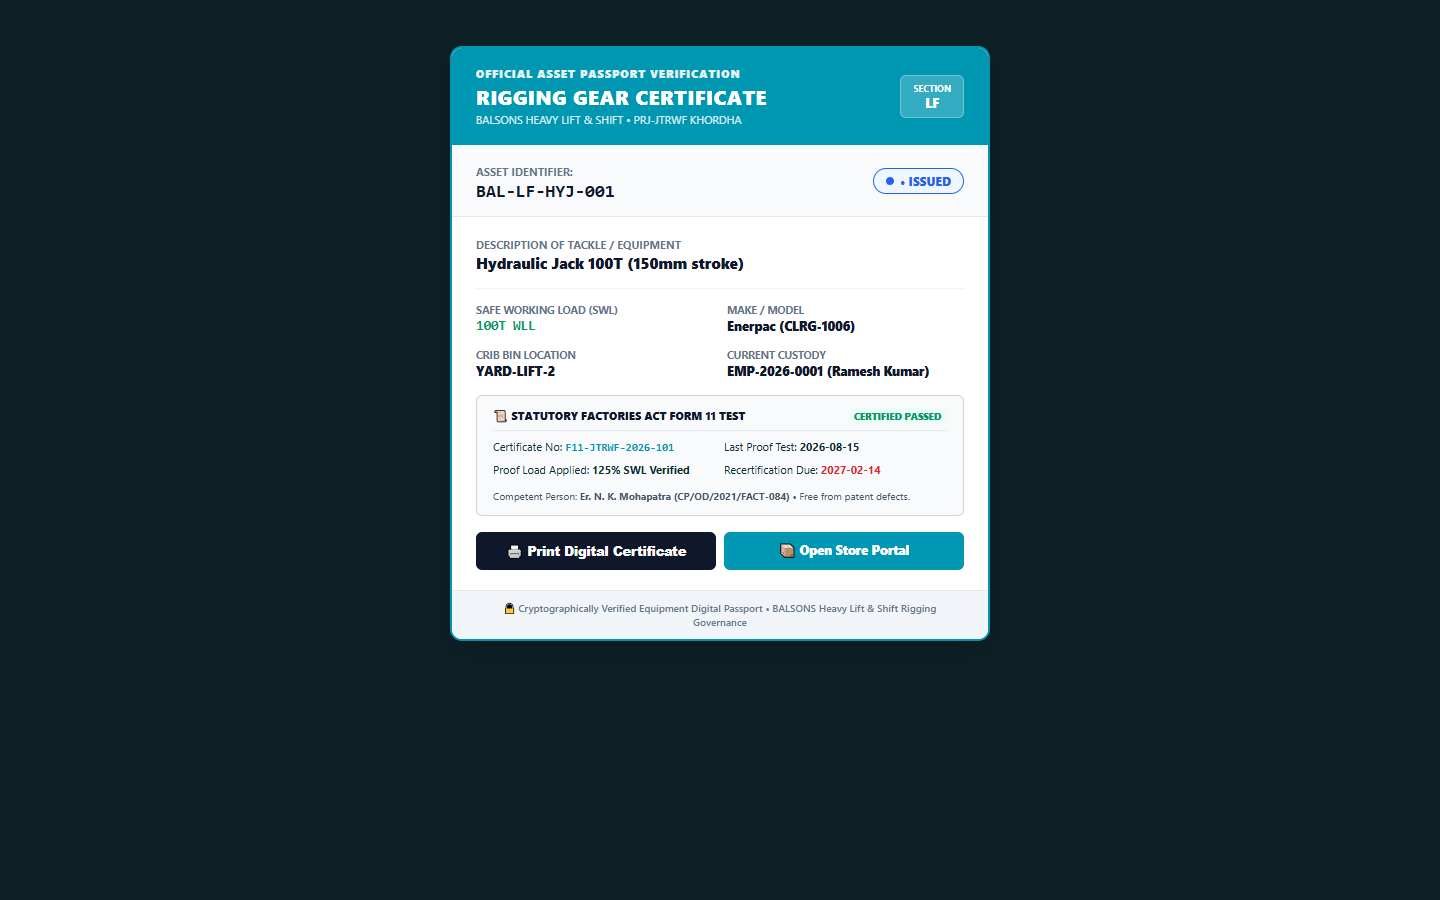 OFFICIAL ASSET PASSPORT VERIFICATION
RIGGING GEAR CERTIFICATE
BALSONS HEAVY LIFT & SHIFT • PRJ-JTRWF KHORDHA
SECTION
LF
ASSET IDENTIFIER:
BAL-LF-HYJ-001
• ISSUED
DESCRIPTION OF TACKLE / EQUIPMENT
Hydraulic Jack 100T (150mm stroke)
SAFE WORKING LOAD (SWL)
100T WLL
MAKE / MODEL
Enerpac (CLRG-1006)
CRIB BIN LOCATION
YARD-LIFT-2
CURRENT CUSTODY
EMP-2026-0001 (Ramesh Kumar)
STATUTORY FACTORIES ACT FORM 11 TEST
CERTIFIED PASSED
Certificate No: F11-JTRWF-2026-101
Last Proof Test: 2026-08-15
Proof Load Applied: 125% SWL Verified
Recertification Due: 2027-02-14
Competent Person: Er. N. K. Mohapatra (CP/OD/2021/FACT-084) • Free from patent defects.
Print Digital Certificate
Open Store Portal
Cryptographically Verified Equipment Digital Passport • BALSONS Heavy Lift & Shift Rigging
Governance